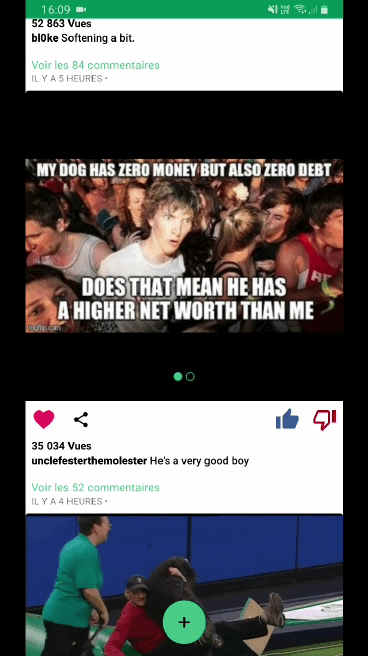 16:09
52 863 Vues
bl0ke Softening a bit.
Voir les 84 commentaires
IL Y A 5 HEURES •
MY DOG HAS ZERO MONEY BUT ALSO ZERO DEBT
DOES THAT MEAN HE HAS
A HIGHER NET WORTH THAN ME
imgflip.com
35 034 Vues
unclefesterthemolester He's a very good boy
Voir les 52 commentaires
IL Y A 4 HEURES •
+